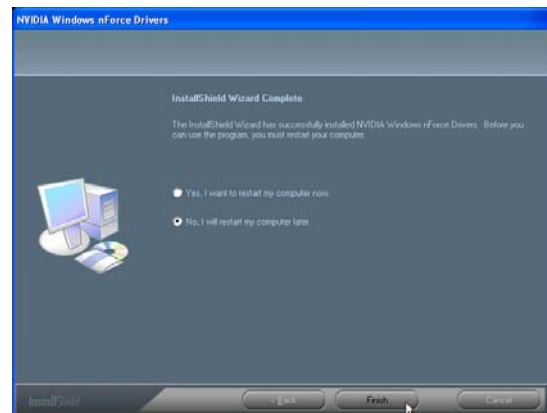 NVIDIA Windows nForce Drivers
InstallShield Wizard Complete
The InstallShield Wizard has successfully installed NVIDIA Windows nForce Drivers. Before you
can use the program, you must restart your computer.
Yes, I want to restart my computer now.
No, I will restart my computer later.
InstallShield
< Back
Finish
Cancel